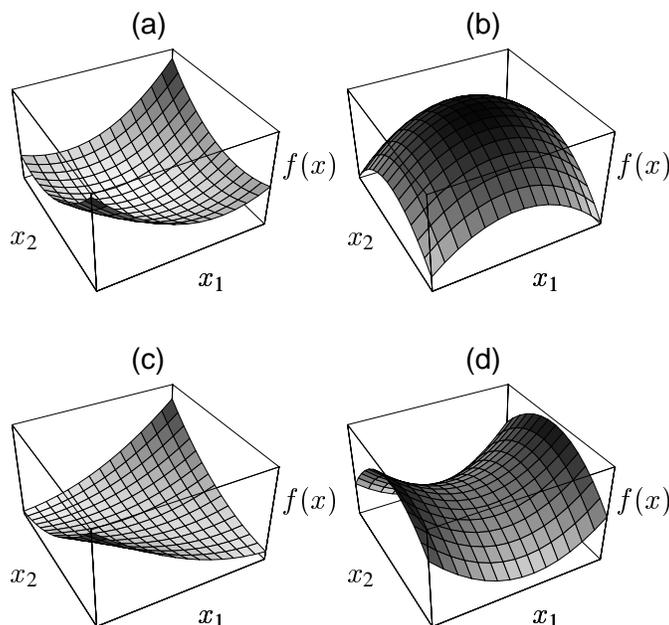 (a)
f(x)
x₂
x₁
(b)
f(x)
x₂
x₁
(c)
f(x)
x₂
x₁
(d)
f(x)
x₂
x₁